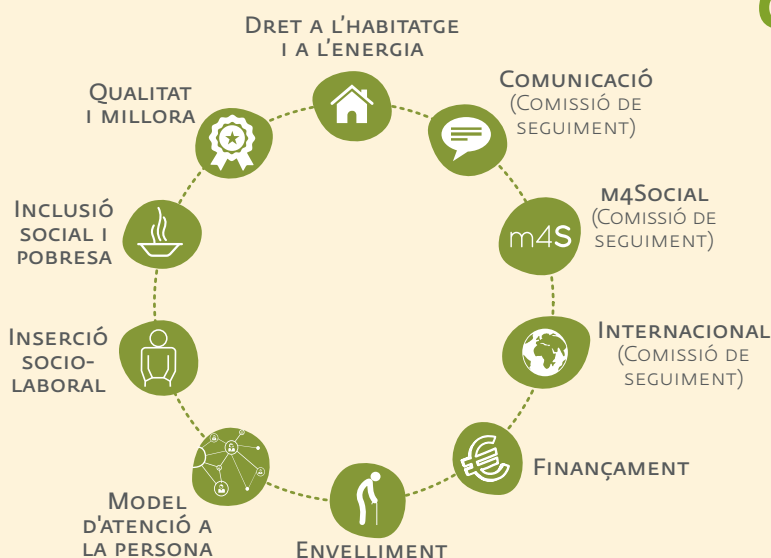 Dret a l'habitatge
i a l'energia
Comunicació
(Comissió de
seguiment)
m4Social
(Comissió de
seguiment)
m4S
Internacional
(Comissió de
seguiment)
Finançament
Envelliment
Model
d'atenció a
la persona
Inserció
socio-
laboral
Inclusió
social i
pobresa
Qualitat
i millora